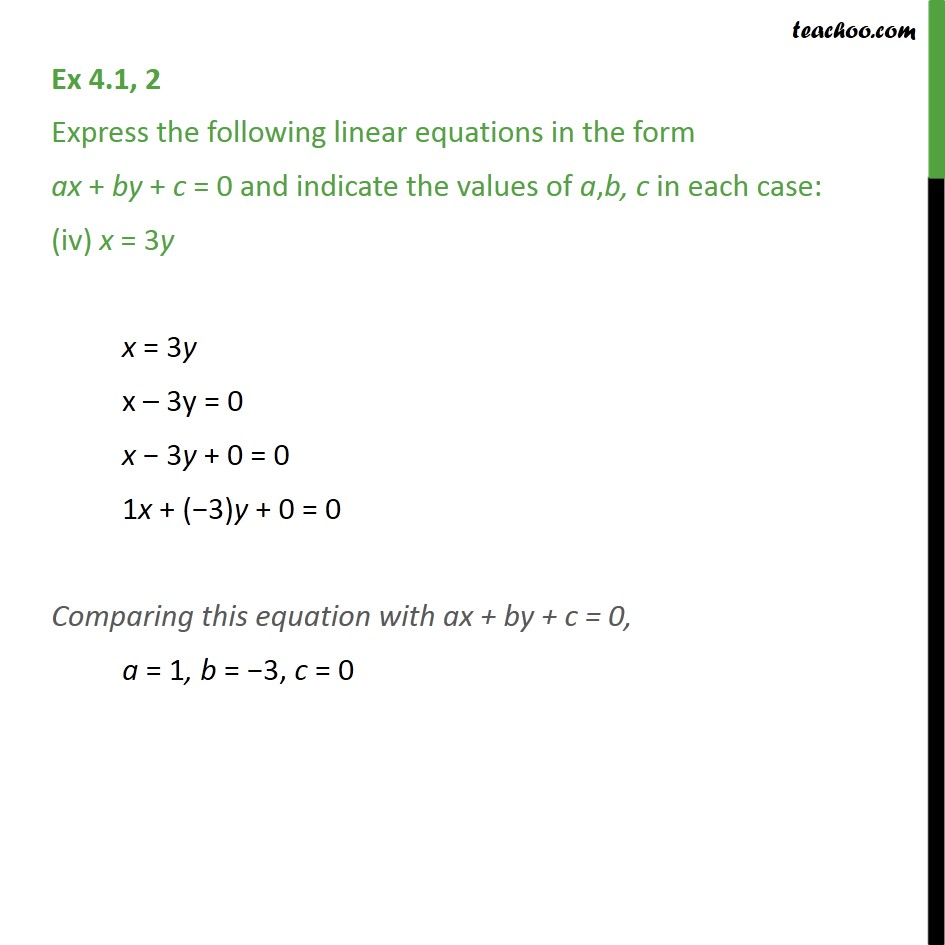 teachoo.com
Ex 4.1, 2
Express the following linear equations in the form
ax + by + c = 0 and indicate the values of a,b, c in each case:
(iv) x = 3y
x = 3y
x – 3y = 0
x − 3y + 0 = 0
1x + (−3)y + 0 = 0
Comparing this equation with ax + by + c = 0,
a = 1, b = −3, c = 0